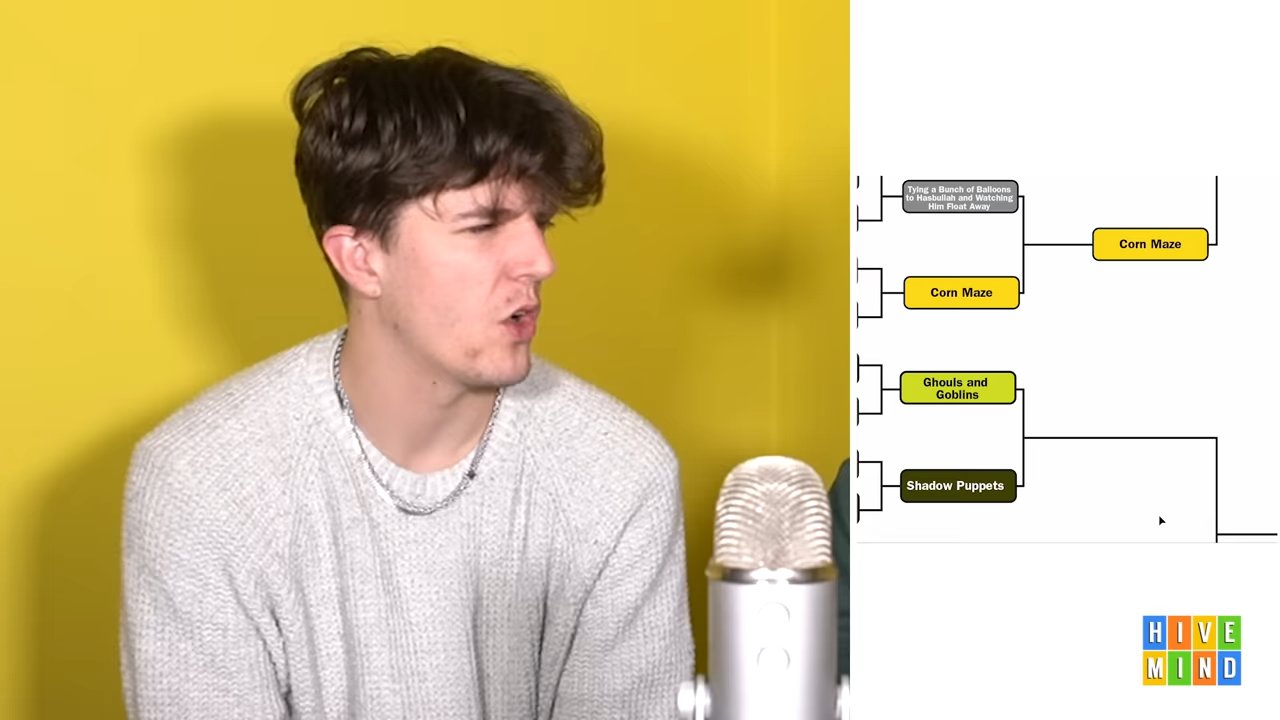 Tying a Bunch of Balloons
to Hasbullah and Watching
Him Float Away
Corn Maze
Corn Maze
Ghouls and
Goblins
Shadow Puppets
HIVE
MIND